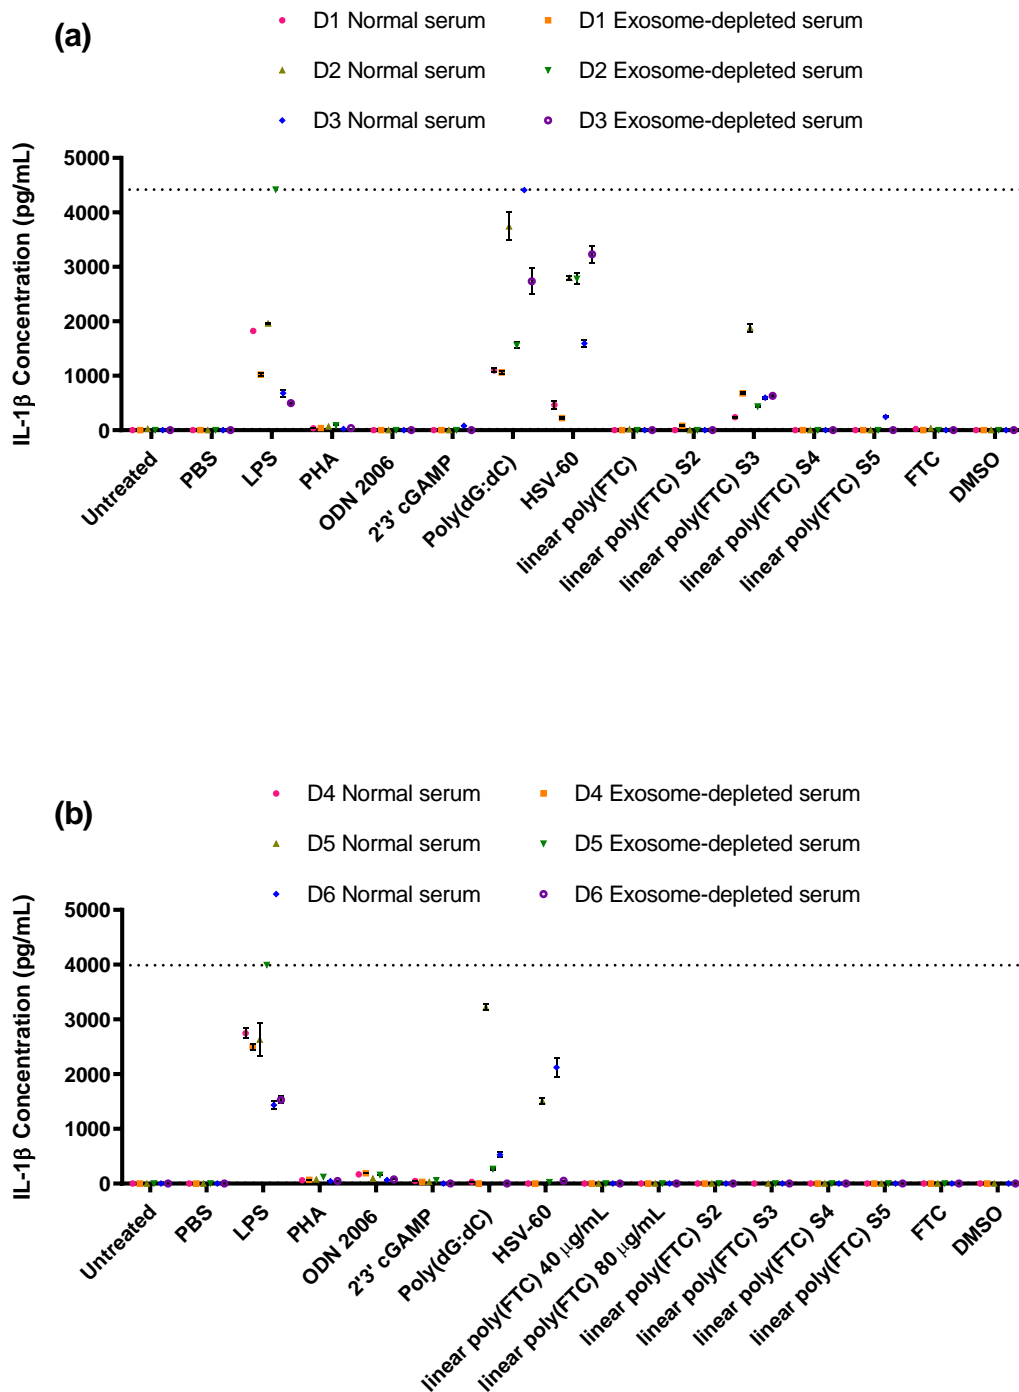 (a)
D1 Normal serum
D1 Exosome-depleted serum
D2 Normal serum
D2 Exosome-depleted serum
D3 Normal serum
D3 Exosome-depleted serum
IL-1β Concentration (pg/mL)
5000
4000
3000
2000
1000
0
Untreated
PBS
LPS
PHA
ODN 2006
2'3' cGAMP
Poly(dG:dC)
HSV-60
linear poly(FTC)
linear poly(FTC) S2
linear poly(FTC) S3
linear poly(FTC) S4
linear poly(FTC) S5
FTC
DMSO
(b)
D4 Normal serum
D4 Exosome-depleted serum
D5 Normal serum
D5 Exosome-depleted serum
D6 Normal serum
D6 Exosome-depleted serum
IL-1β Concentration (pg/mL)
5000
4000
3000
2000
1000
0
Untreated
PBS
LPS
PHA
ODN 2006
2'3' cGAMP
Poly(dG:dC)
HSV-60
linear poly(FTC) 40 μg/mL
linear poly(FTC) 80 μg/mL
linear poly(FTC) S2
linear poly(FTC) S3
linear poly(FTC) S4
linear poly(FTC) S5
FTC
DMSO